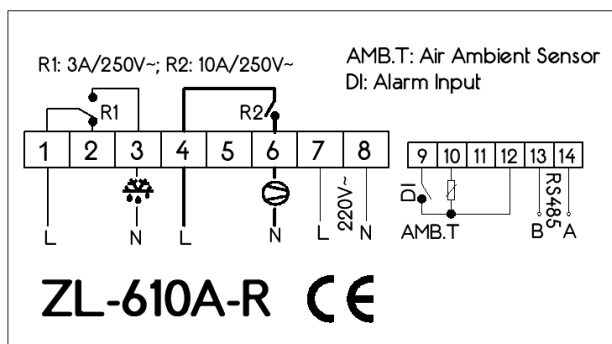 R1: 3A/250V~; R2: 10A/250V~
AMB.T: Air Ambient Sensor
DI: Alarm Input
R1
R2
1 2 3 4 5 6 7 8
9 10 11 12 13 14
DI
220V~
RS485
L N L N L N
AMB.T
B A
ZL-610A-R CE